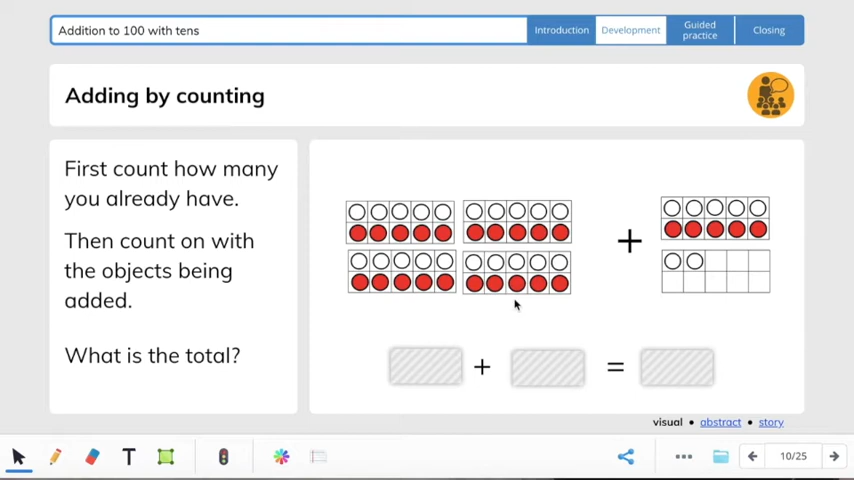 Addition to 100 with tens
Introduction
Development
Guided
practice
Closing
Adding by counting
First count how many
you already have.
Then count on with
the objects being
added.
What is the total?
+
+ =
visual • abstract • story
T
10/25